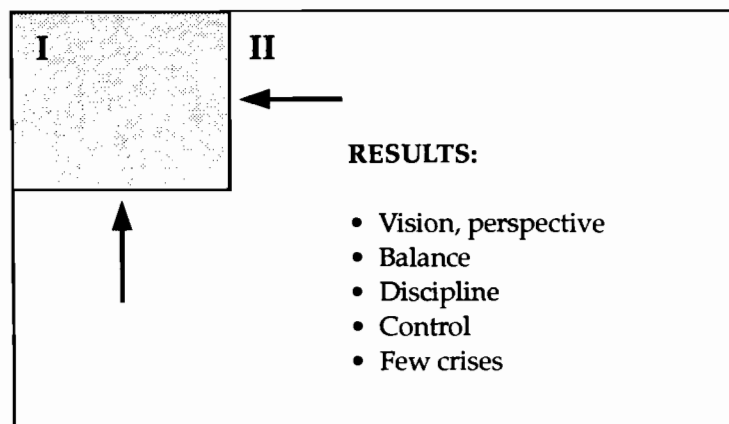 I
II
RESULTS:
• Vision, perspective
• Balance
• Discipline
• Control
• Few crises